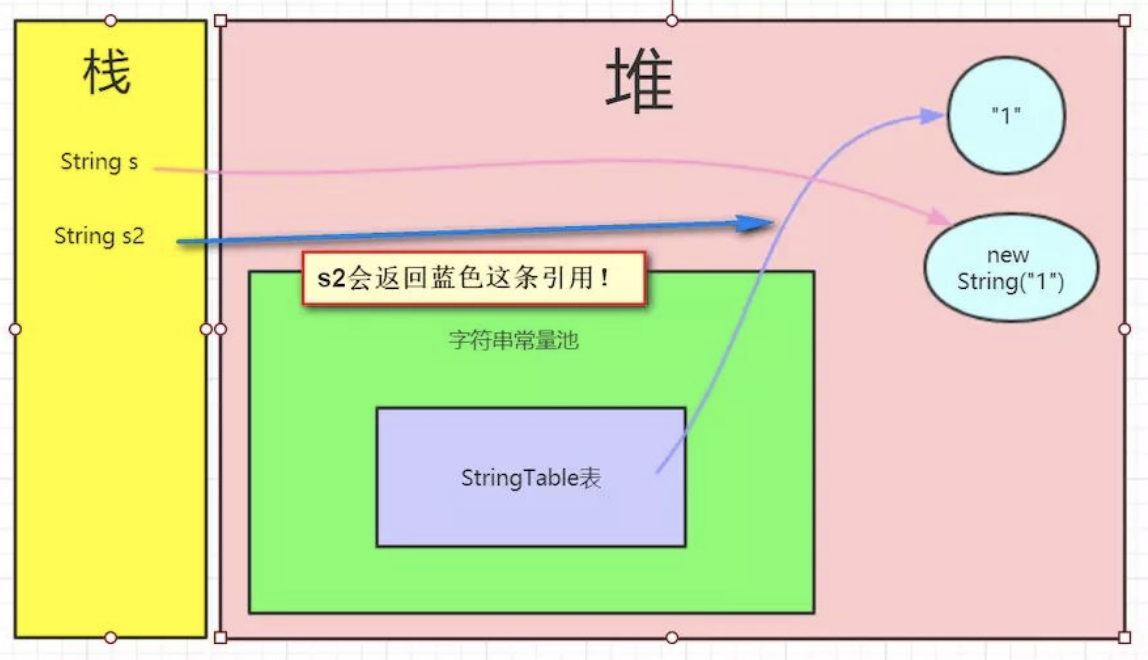 栈
堆
"1"
String s
String s2
new
String("1")
s2会返回蓝色这条引用！
字符串常量池
StringTable表